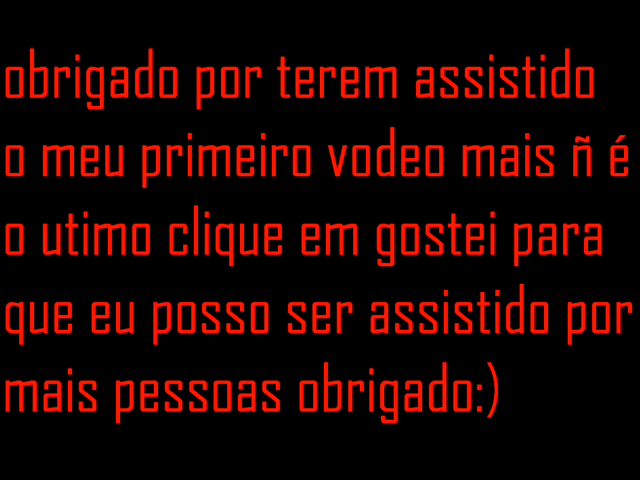 obrigado por terem assistido
o meu primeiro vodeo mais ñ é
o utimo clique em gostei para
que eu posso ser assistido por
mais pessoas obrigado:)